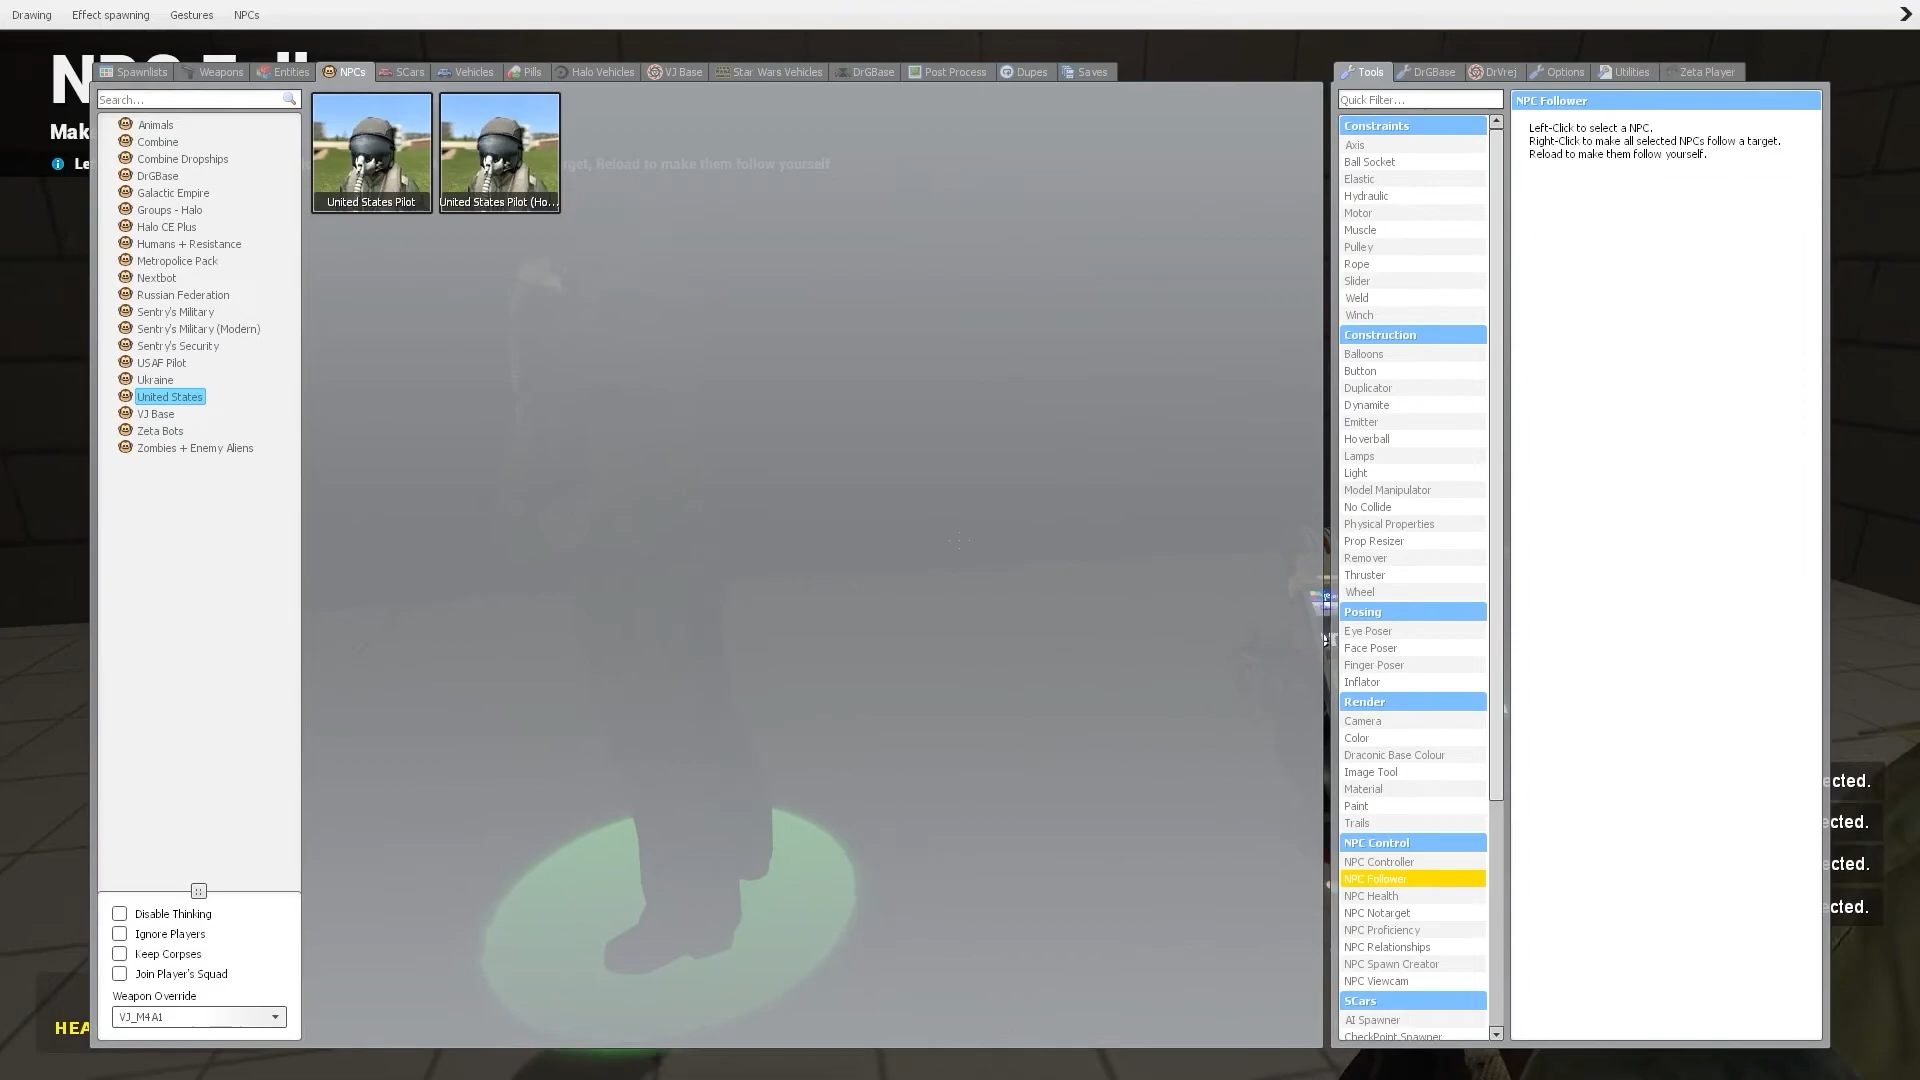 Drawing Effect spawning Gestures NPCs
Spawnlists Weapons Entities NPCs SCars Vehicles Pills Halo Vehicles VJ Base Star Wars Vehicles DrGBase Post Process Dupes Saves
Tools DrGBase DrVrej Options Utilities Zeta Player
Search...
Mak
Le
rget, Reload to make them follow yourself
Animals
Combine
Combine Dropships
DrGBase
Galactic Empire
Groups - Halo
Halo CE Plus
Humans + Resistance
Metropolice Pack
Nextbot
Russian Federation
Sentry's Military
Sentry's Military (Modern)
Sentry's Security
USAF Pilot
Ukraine
United States
VJ Base
Zeta Bots
Zombies + Enemy Aliens
Disable Thinking
Ignore Players
Keep Corpses
Join Player's Squad
Weapon Override
VJ_M4A1
HEA
United States Pilot
United States Pilot (Ho...
Quick Filter...
Constraints
Axis
Ball Socket
Elastic
Hydraulic
Motor
Muscle
Pulley
Rope
Slider
Weld
Winch
Construction
Balloons
Button
Duplicator
Dynamite
Emitter
Hoverball
Lamps
Light
Model Manipulator
No Collide
Physical Properties
Prop Resizer
Remover
Thruster
Wheel
Posing
Eye Poser
Face Poser
Finger Poser
Inflator
Render
Camera
Color
Draconic Base Colour
Image Tool
Material
Paint
Trails
NPC Control
NPC Controller
NPC Follower
NPC Health
NPC Notarget
NPC Proficiency
NPC Relationships
NPC Spawn Creator
NPC Viewcam
SCars
AI Spawner
CheckPoint Spawner
NPC Follower
Left-Click to select a NPC.
Right-Click to make all selected NPCs follow a target.
Reload to make them follow yourself.
ected.
ected.
ected.
ected.